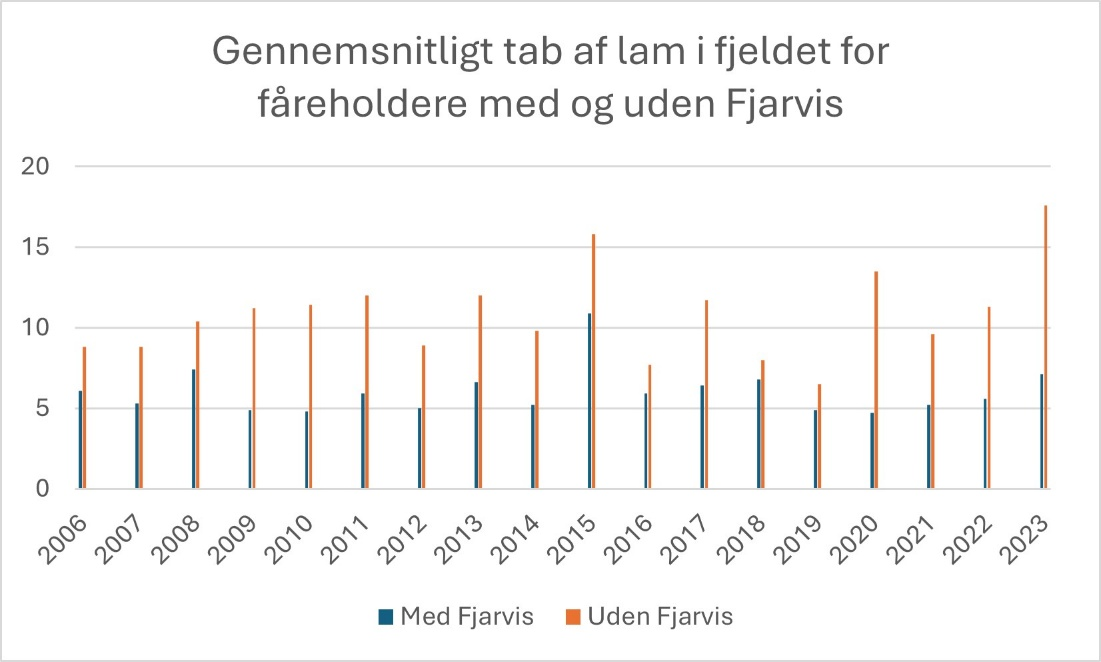 Gennemsnitligt tab af lam i fjeldet for
fåreholdere med og uden Fjarvis
20
15
10
5
0
2006 2007 2008 2009 2010 2011 2012 2013 2014 2015 2016 2017 2018 2019 2020 2021 2022 2023
Med Fjarvis Uden Fjarvis